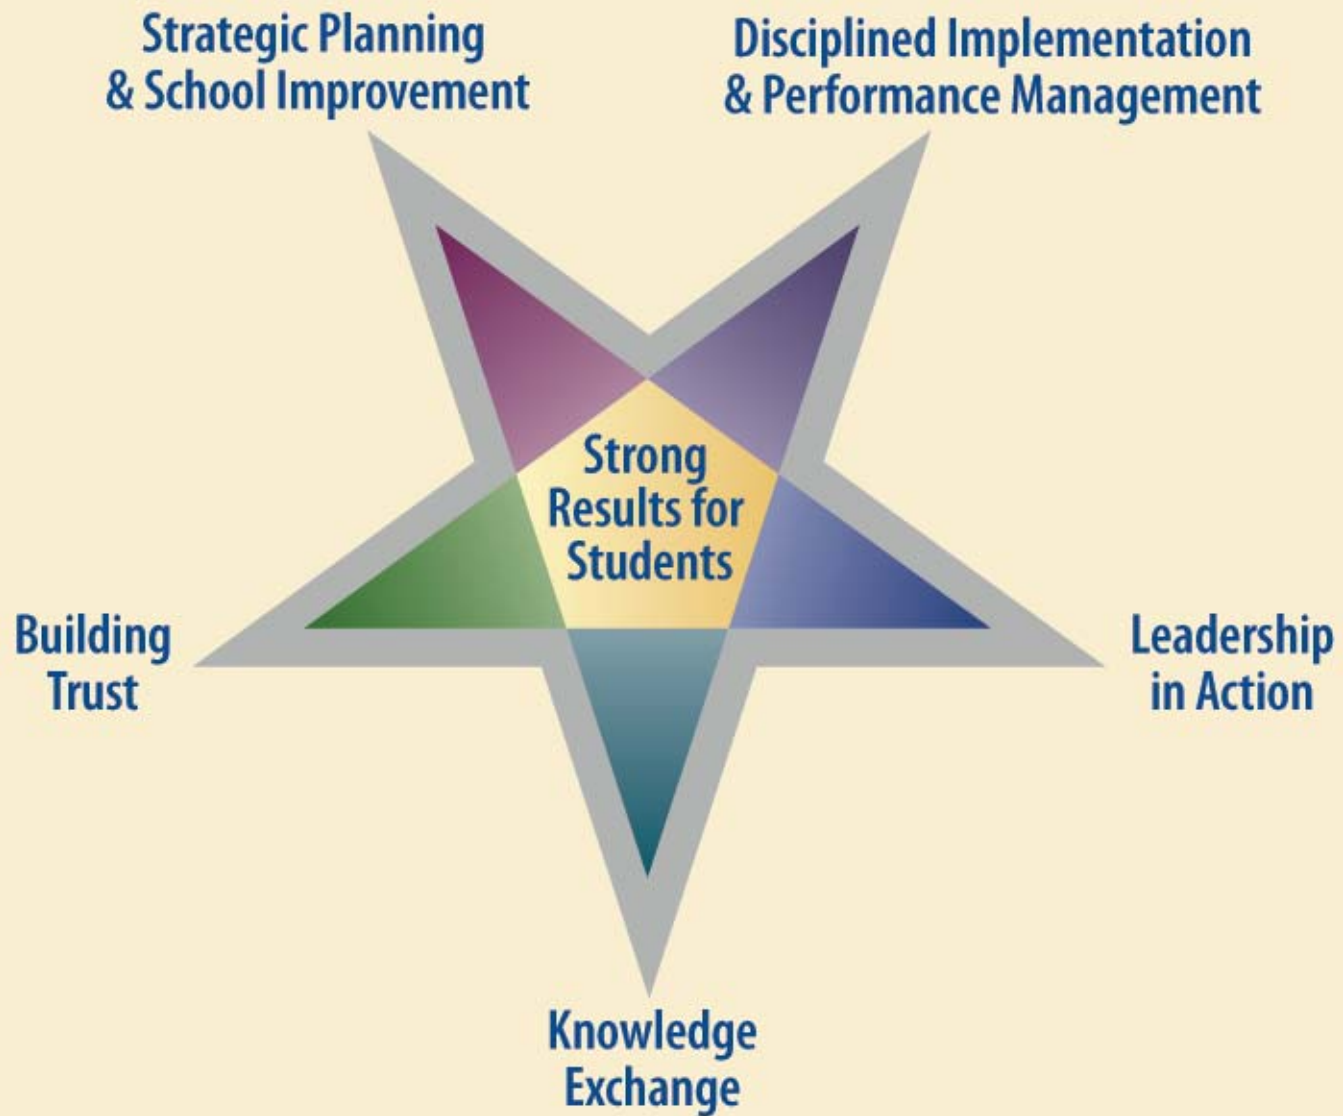 Strategic Planning
& School Improvement
Disciplined Implementation
& Performance Management
Strong
Results for
Students
Building
Trust
Leadership
in Action
Knowledge
Exchange